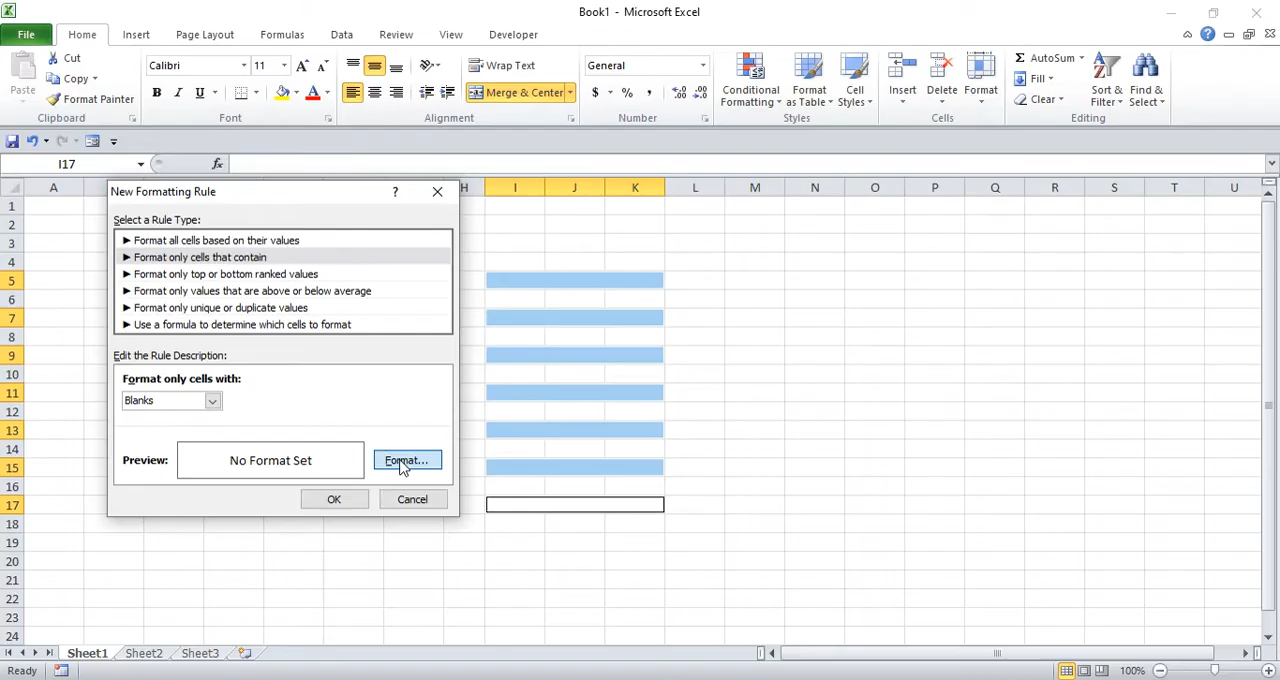 Book1 - Microsoft Excel
File Home Insert Page Layout Formulas Data Review View Developer
Paste
Cut
Copy
Format Painter
Clipboard
Calibri 11
B I U
Font
Wrap Text
Merge & Center
Alignment
General
$ % ,
Number
Conditional Formatting
Format as Table
Cell Styles
Styles
Insert Delete Format
Cells
AutoSum
Fill
Clear
Sort & Filter
Find & Select
Editing
I17 fx
A H I J K L M N O P Q R S T U
1
2
3
4
5
6
7
8
9
10
11
12
13
14
15
16
17
18
19
20
21
22
23
24
New Formatting Rule ?
Select a Rule Type:
► Format all cells based on their values
► Format only cells that contain
► Format only top or bottom ranked values
► Format only values that are above or below average
► Format only unique or duplicate values
► Use a formula to determine which cells to format
Edit the Rule Description:
Format only cells with:
Blanks
Preview: No Format Set Format...
OK Cancel
Sheet1 Sheet2 Sheet3
Ready 100%